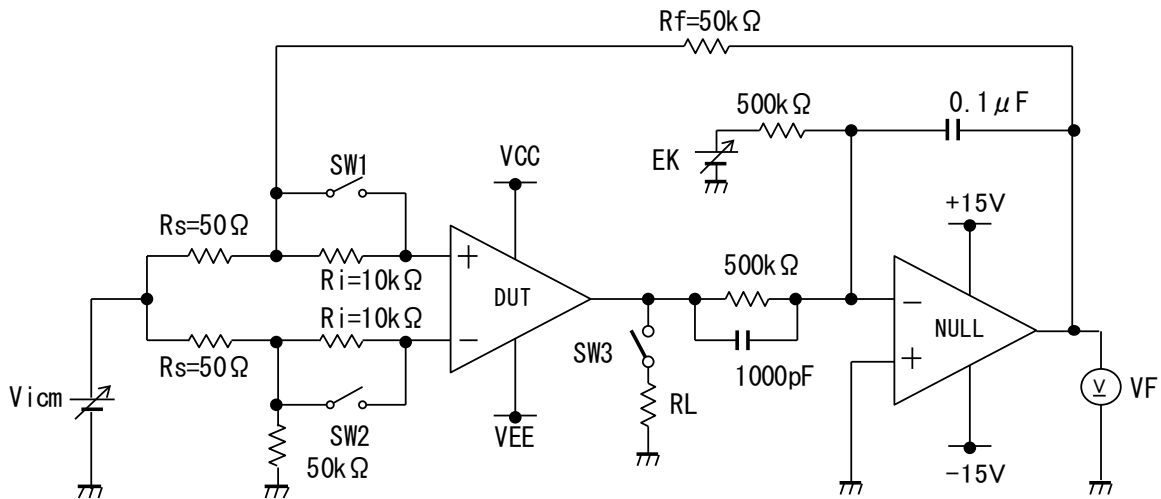 Rf=50kΩ
500kΩ
0.1μF
EK
SW1
VCC
+15V
Rs=50Ω
Ri=10kΩ
500kΩ
+
DUT
−
−
NULL
+
Ri=10kΩ
Rs=50Ω
SW3
1000pF
V
VF
Vicm
RL
SW2
VEE
50kΩ
−15V